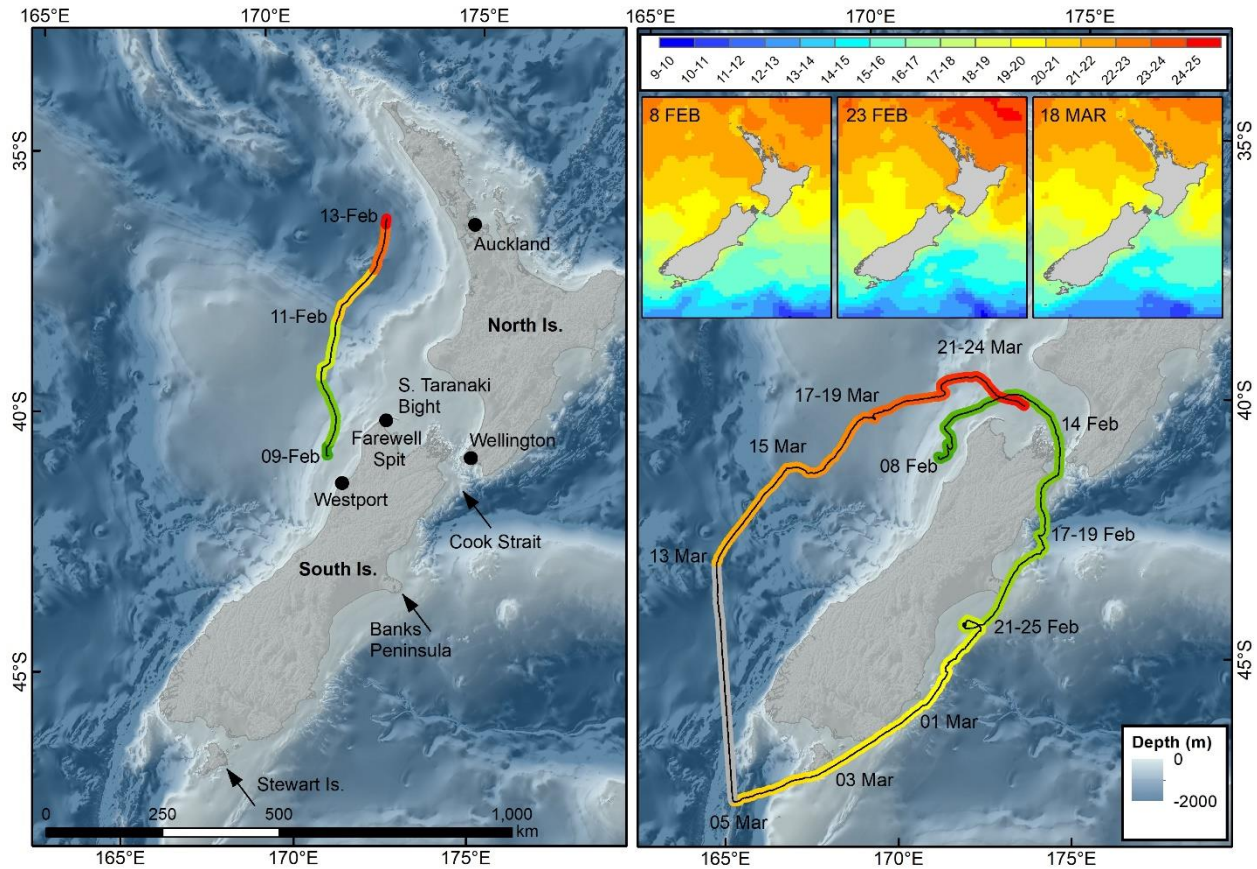 165°E
170°E
175°E
35°S
40°S
45°S
13-Feb
11-Feb
09-Feb
Auckland
North Is.
S. Taranaki
Bight
Farewell
Spit
Wellington
Westport
Cook Strait
South Is.
Banks
Peninsula
Stewart Is.
0
250
500
1,000
km
165°E
170°E
175°E
165°E
170°E
175°E
9-10
10-11
11-12
12-13
13-14
14-15
15-16
16-17
17-18
18-19
19-20
20-21
21-22
22-23
23-24
24-25
8 FEB
23 FEB
18 MAR
35°S
40°S
45°S
21-24 Mar
17-19 Mar
15 Mar
14 Feb
08 Feb
17-19 Feb
13 Mar
21-25 Feb
01 Mar
03 Mar
05 Mar
Depth (m)
0
-2000
165°E
170°E
175°E